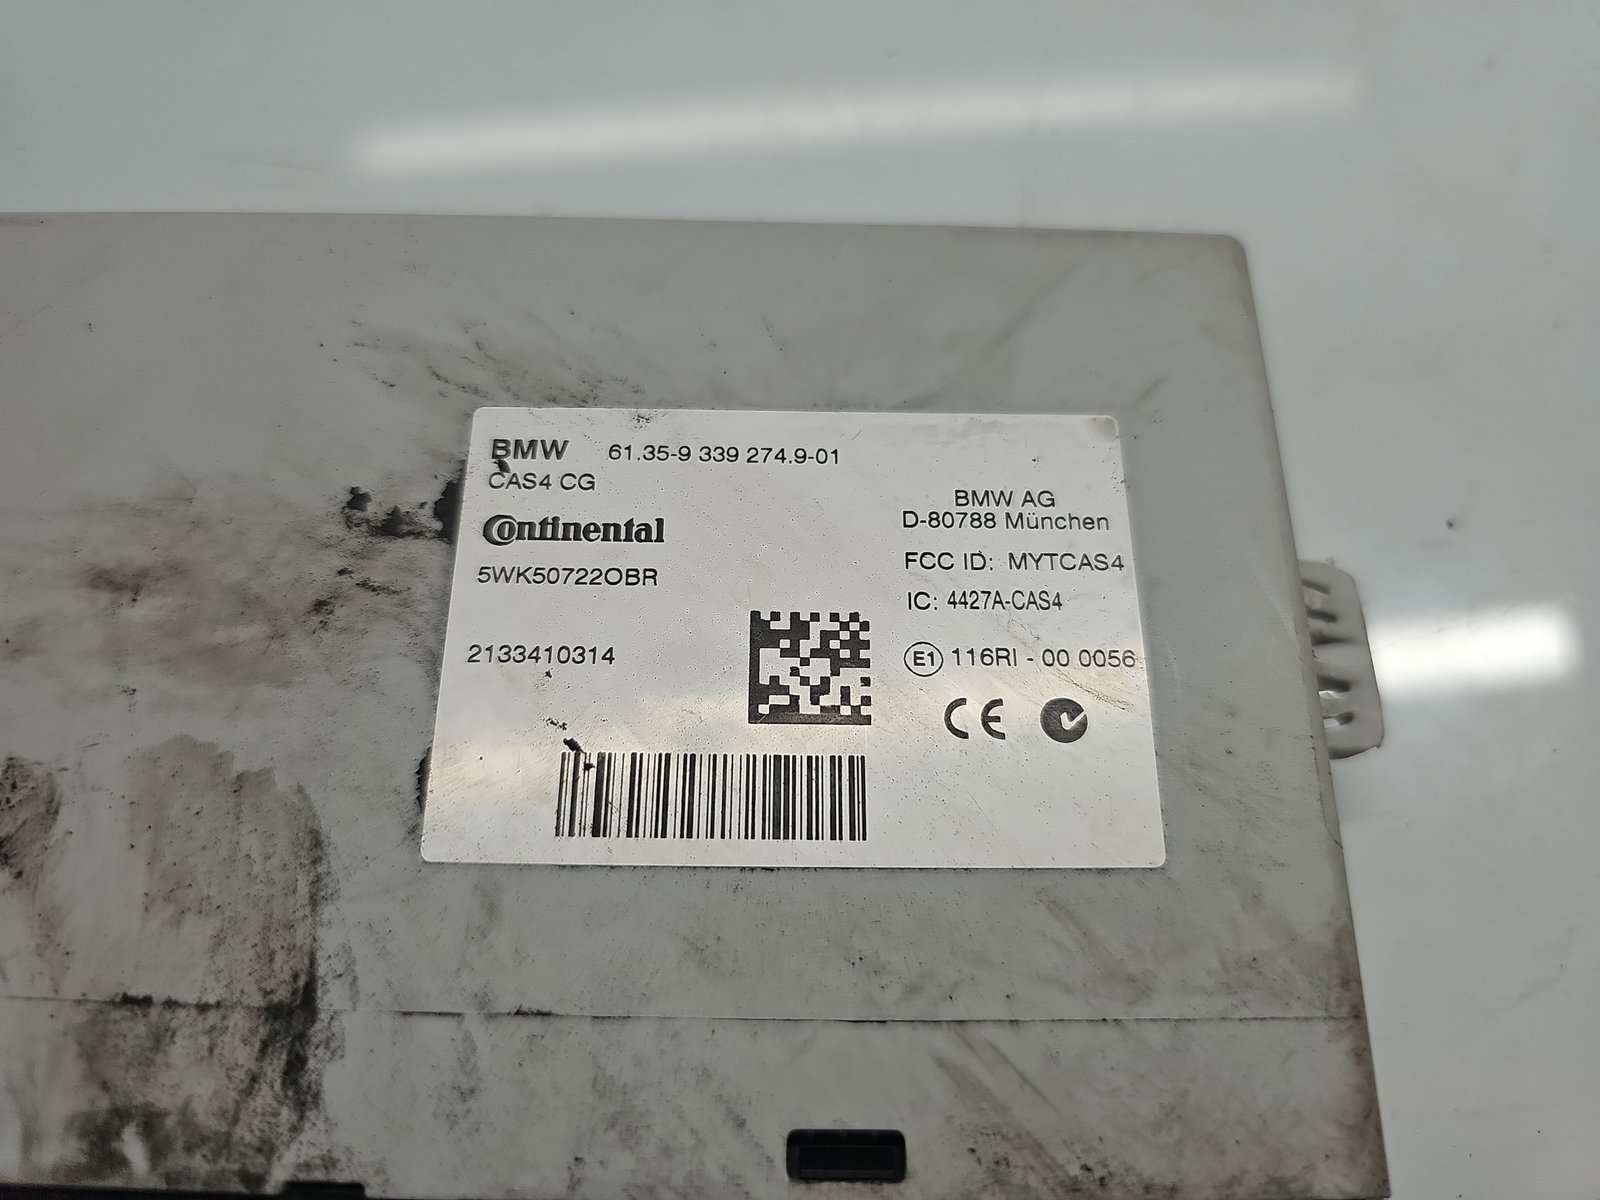 BMW 61.35-9 339 274.9-01
CAS4 CG
Continental
5WK50722OBR
2133410314
BMW AG
D-80788 München
FCC ID: MYTCAS4
IC: 4427A-CAS4
E1 116RI - 00 0056
CE